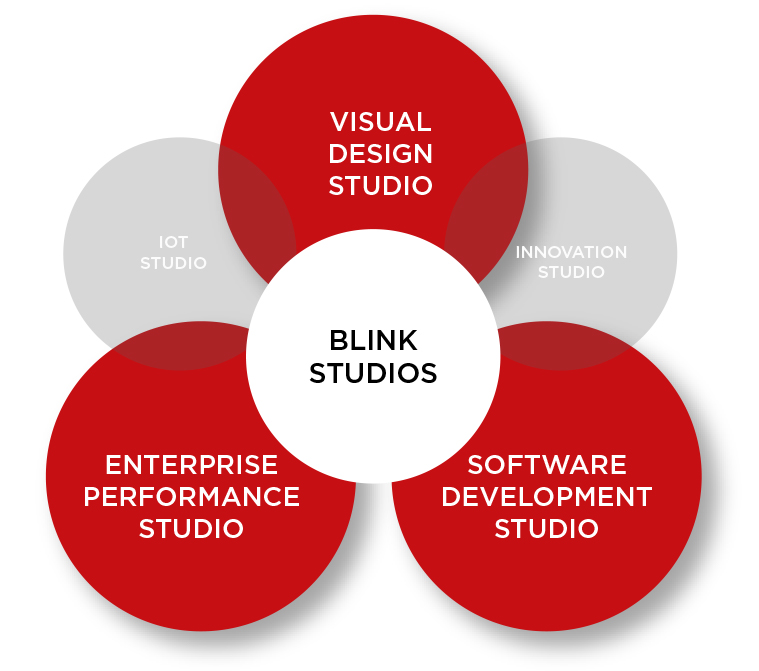 VISUAL
DESIGN
STUDIO
IOT
STUDIO
INNOVATION
STUDIO
BLINK
STUDIOS
ENTERPRISE
PERFORMANCE
STUDIO
SOFTWARE
DEVELOPMENT
STUDIO